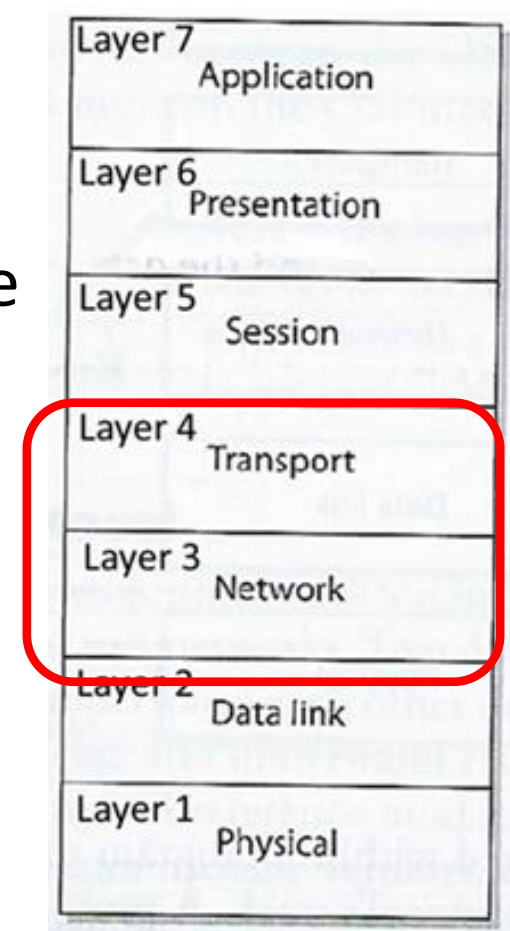 Layer 7
Application
Layer 6
Presentation
e
Layer 5
Session
Layer 4
Transport
Layer 3
Network
Layer 2
Data link
Layer 1
Physical